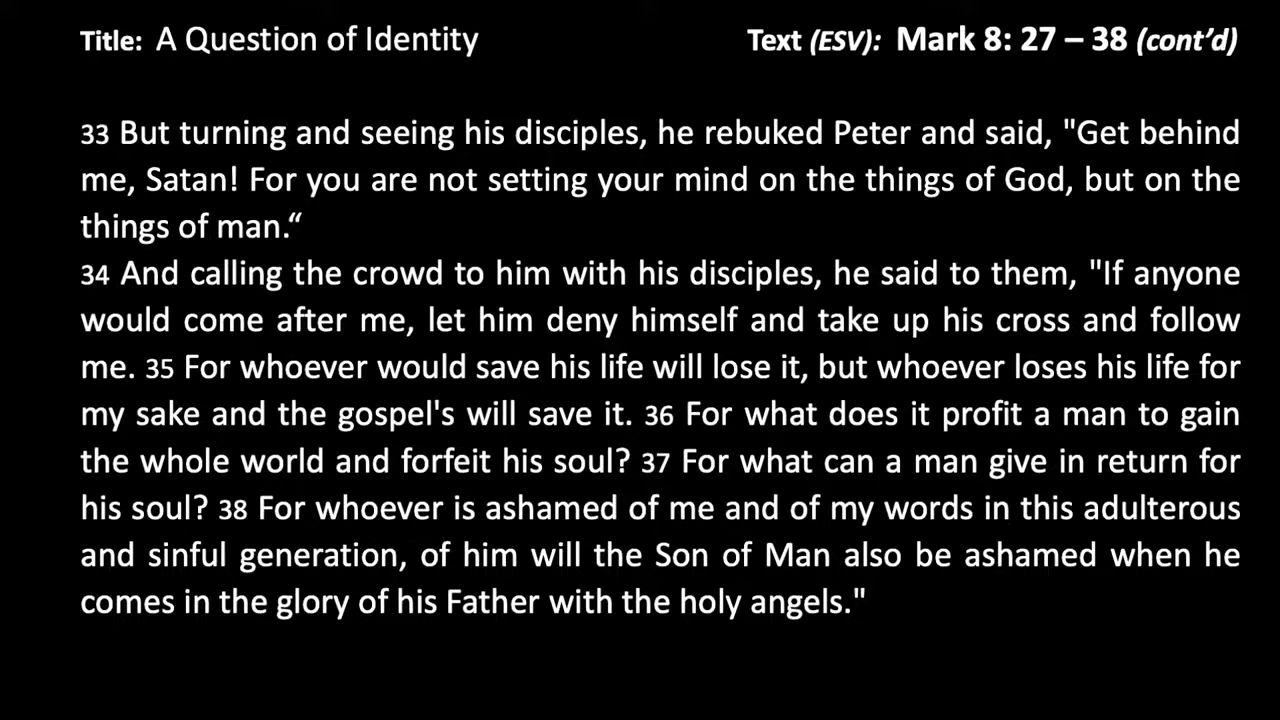 Title: A Question of Identity Text (ESV): Mark 8: 27 – 38 (cont’d)
33 But turning and seeing his disciples, he rebuked Peter and said, "Get behind
me, Satan! For you are not setting your mind on the things of God, but on the
things of man.“
34 And calling the crowd to him with his disciples, he said to them, "If anyone
would come after me, let him deny himself and take up his cross and follow
me. 35 For whoever would save his life will lose it, but whoever loses his life for
my sake and the gospel's will save it. 36 For what does it profit a man to gain
the whole world and forfeit his soul? 37 For what can a man give in return for
his soul? 38 For whoever is ashamed of me and of my words in this adulterous
and sinful generation, of him will the Son of Man also be ashamed when he
comes in the glory of his Father with the holy angels."